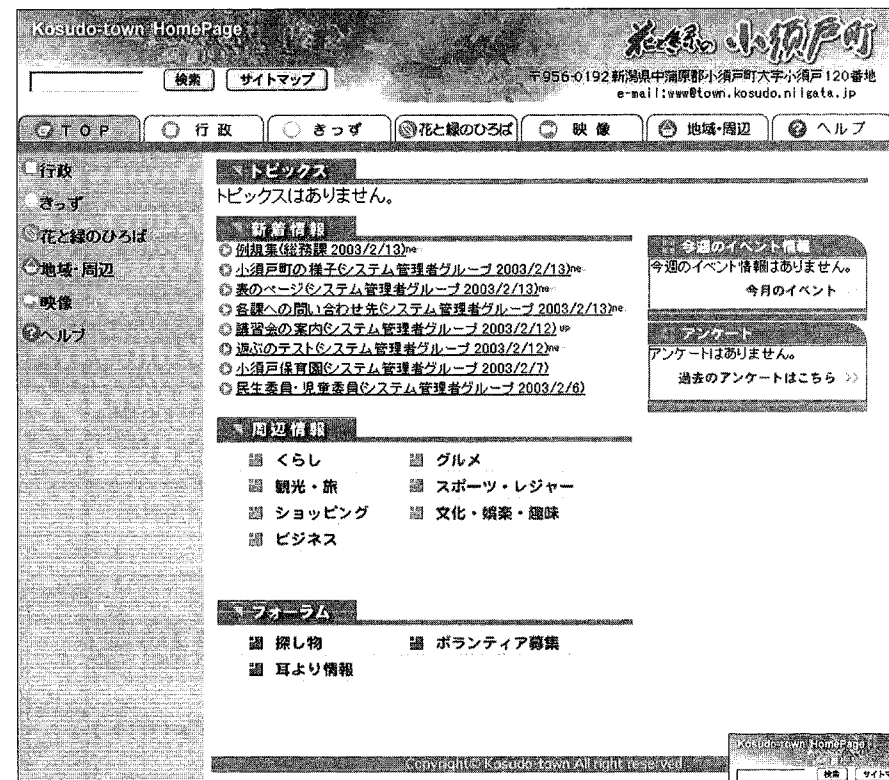 Kosudo-town HomePage
花と緑の 小須戸町
検索 サイトマップ
〒956-0192 新潟県中蒲原郡小須戸町大字小須戸120番地
e-mail:www@town.kosudo.niigata.jp
TOP 行政 きっず 花と緑のひろば 映像 地域・周辺 ヘルプ
行政
きっず
花と緑のひろば
地域・周辺
映像
ヘルプ
トピックス
トピックスはありません。
新着情報
例規集(総務課 2003/2/13)ne
小須戸町の様子(システム管理者グループ 2003/2/13)ne
表のページ(システム管理者グループ 2003/2/13)ne
各課への問い合わせ先(システム管理者グループ 2003/2/13)ne
講習会の案内(システム管理者グループ 2003/2/12)up
遊ぶのテスト(システム管理者グループ 2003/2/12)ne
小須戸保育園(システム管理者グループ 2003/2/7)
民生委員・児童委員(システム管理者グループ 2003/2/6)
今週のイベント情報
今週のイベント情報はありません。
今月のイベント
アンケート
アンケートはありません。
過去のアンケートはこちら
周辺情報
くらし グルメ
観光・旅 スポーツ・レジャー
ショッピング 文化・娯楽・趣味
ビジネス
フォーラム
探し物 ボランティア募集
耳より情報
Copyright© Kosudo-town All right reserved
Kosudo-town HomePage
検索 サイトマ